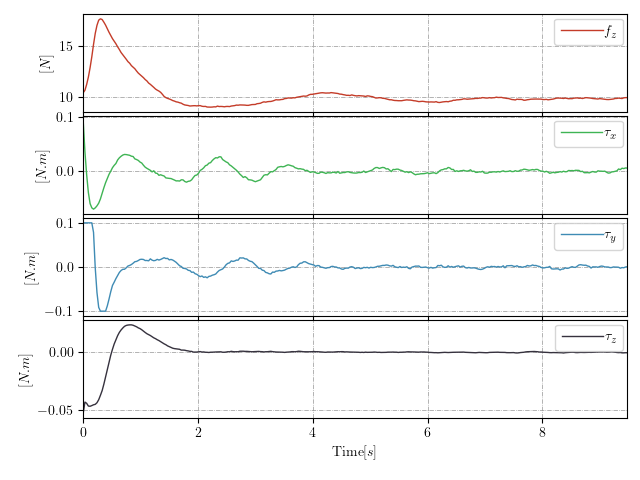 15
10
[N]
f_z
0.1
0.0
[N.m]
τ_x
0.1
0.0
−0.1
[N.m]
τ_y
0.00
−0.05
[N.m]
τ_z
0 2 4 6 8
Time[s]